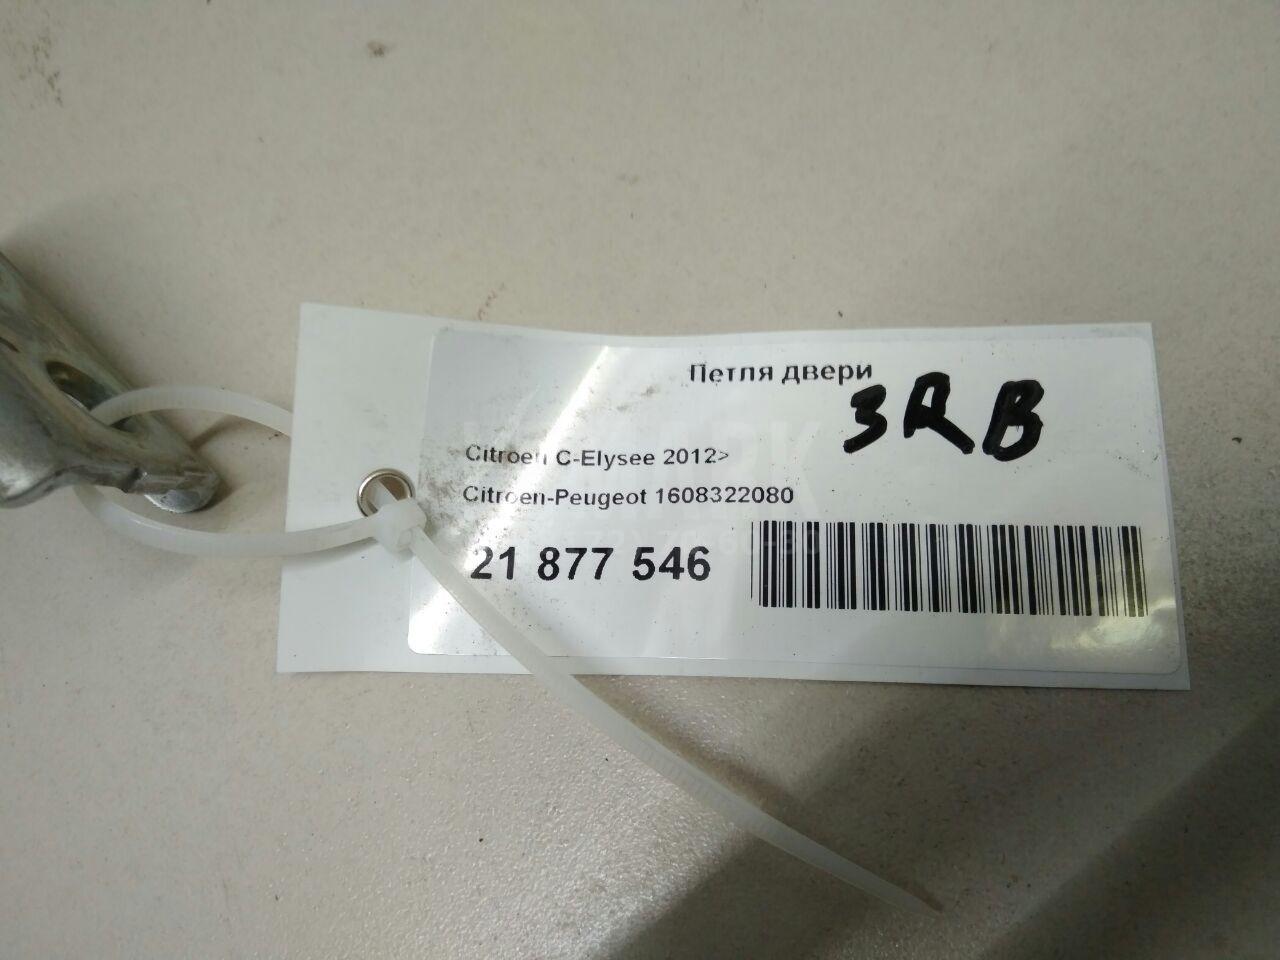 Петля двери
3RB
Citroen C-Elysee 2012>
Citroen-Peugeot 1608322080
21 877 546